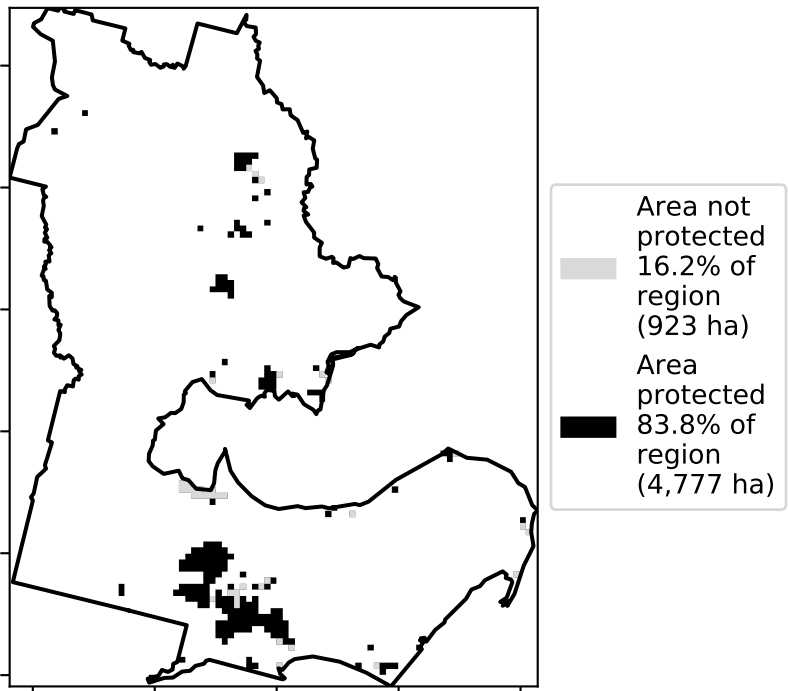 Area not
protected
16.2% of
region
(923 ha)
Area
protected
83.8% of
region
(4,777 ha)